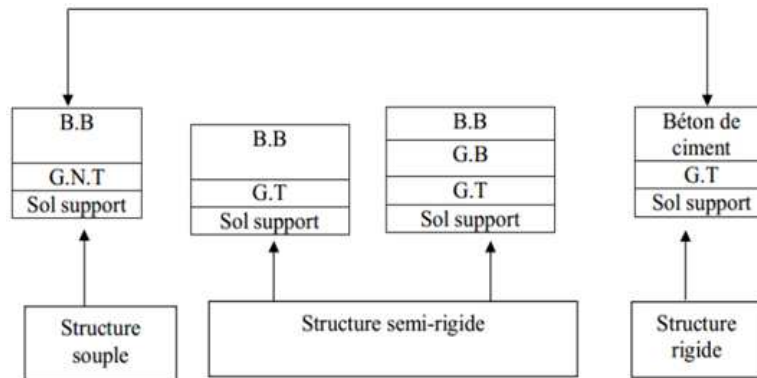 B.B
G.N.T
Sol support
B.B
G.T
Sol support
B.B
G.B
G.T
Sol support
Béton de
ciment
G.T
Sol support
Structure
souple
Structure semi-rigide
Structure
rigide